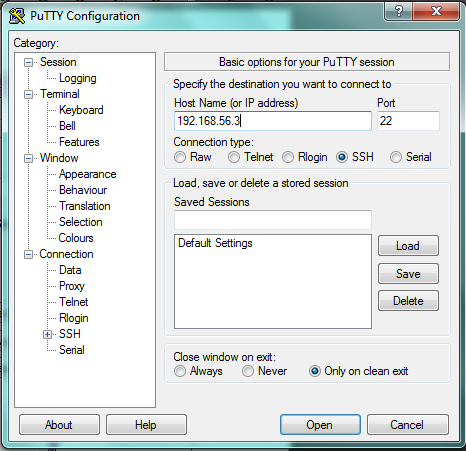 PuTTY Configuration
?
Category:
Session
Logging
Terminal
Keyboard
Bell
Features
Window
Appearance
Behaviour
Translation
Selection
Colours
Connection
Data
Proxy
Telnet
Rlogin
SSH
Serial
Basic options for your PuTTY session
Specify the destination you want to connect to
Host Name (or IP address) Port
192.168.56.3 22
Connection type:
Raw Telnet Rlogin SSH Serial
Load, save or delete a stored session
Saved Sessions
Default Settings
Load
Save
Delete
Close window on exit:
Always Never Only on clean exit
About Help Open Cancel